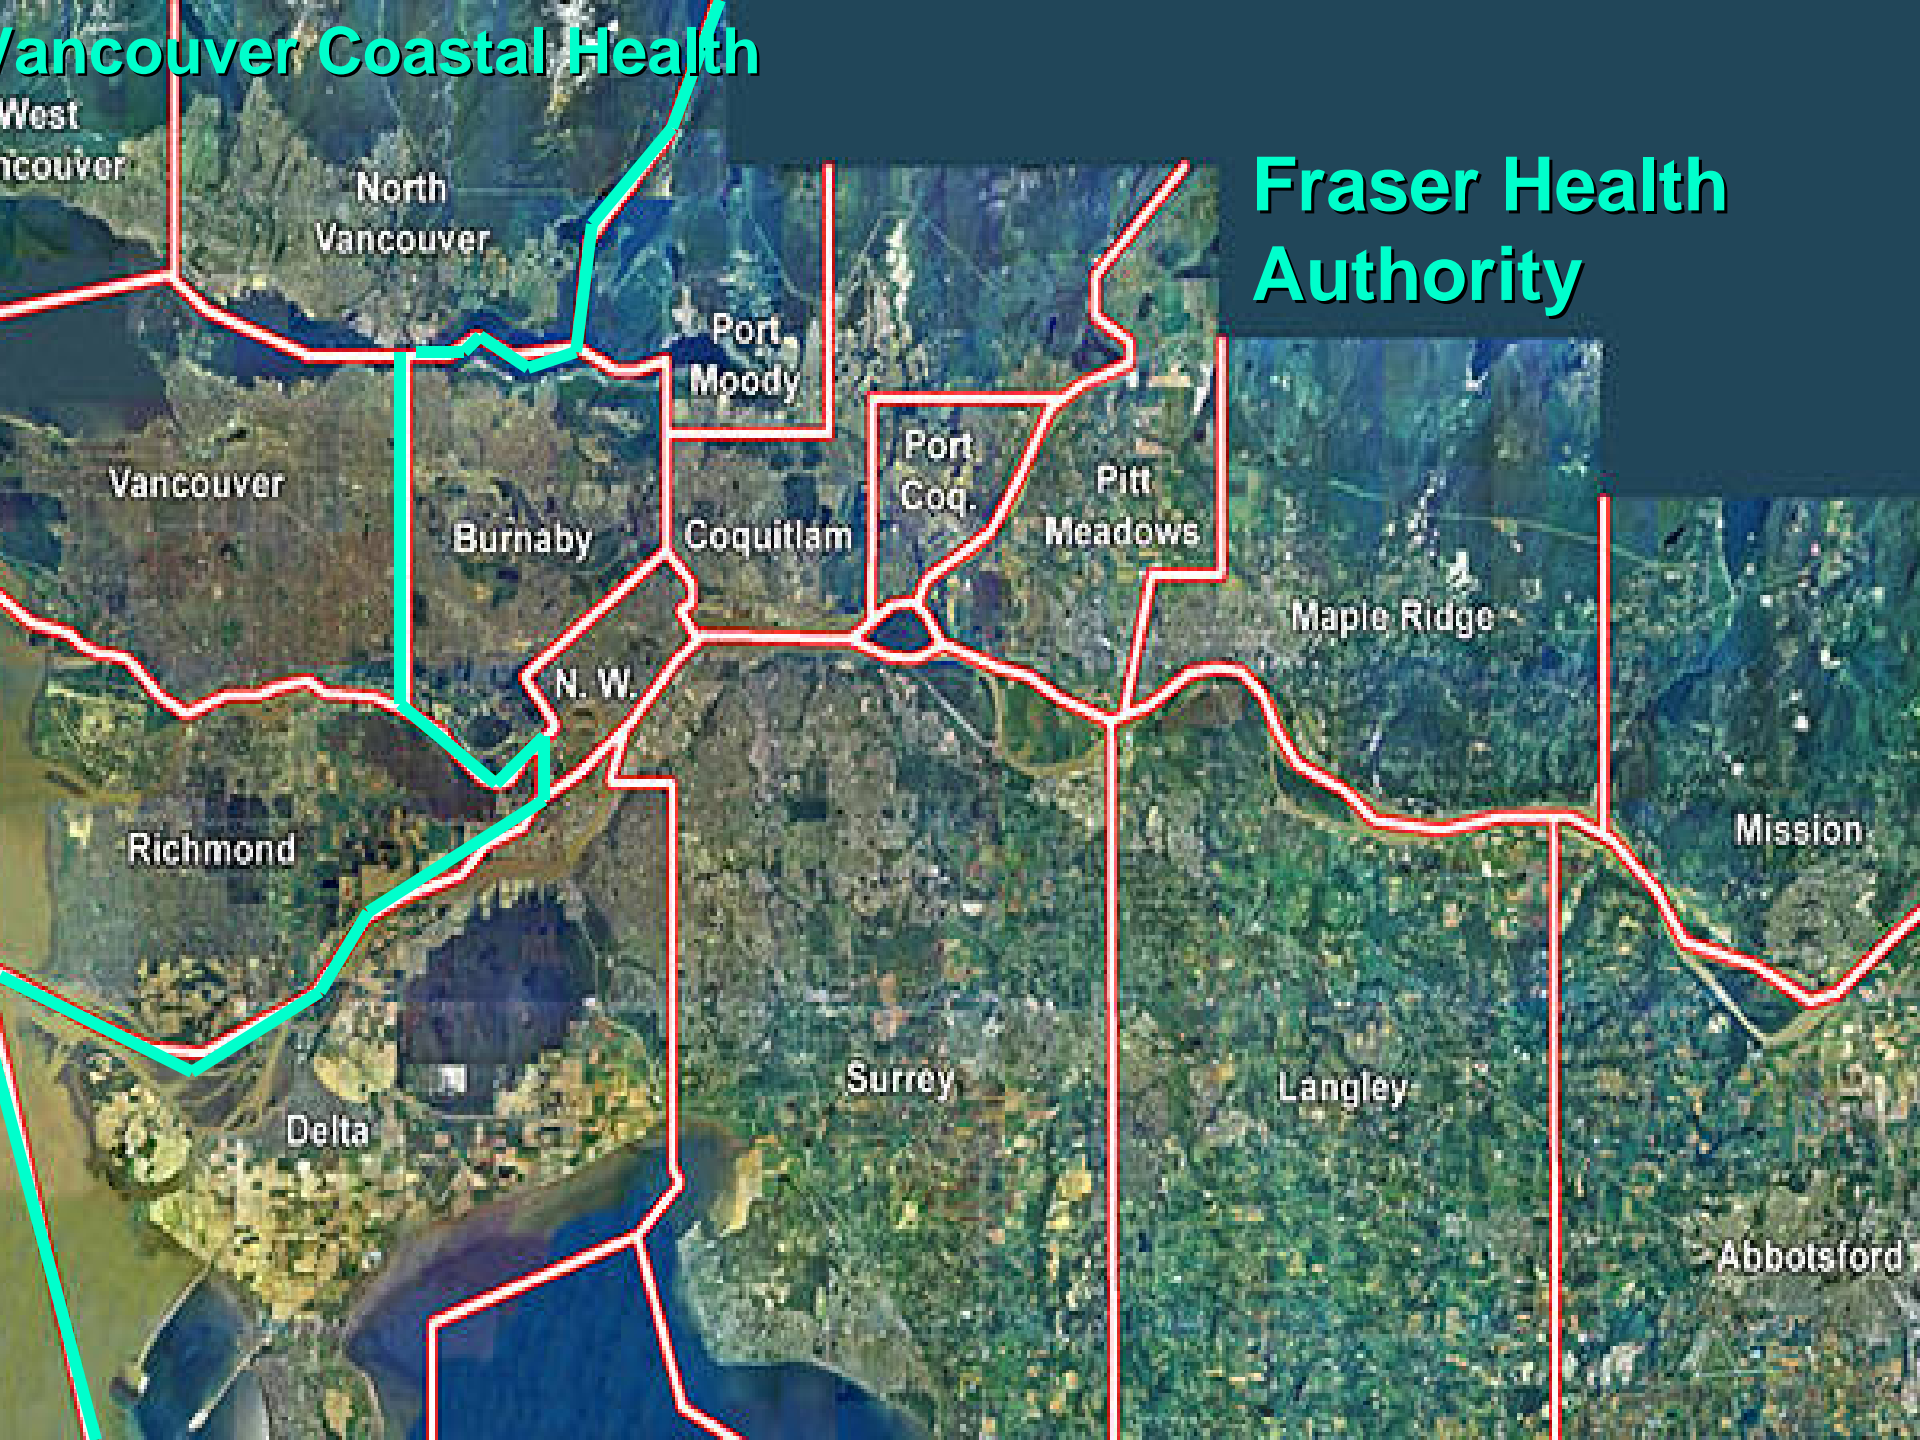 Vancouver Coastal Health
West
ncouver
North
Vancouver
Fraser Health
Authority
Port
Moody
Vancouver
Burnaby
Coquitlam
Port
Coq.
Pitt
Meadows
Maple Ridge
N. W.
Richmond
Mission
Delta
Surrey
Langley
Abbotsford